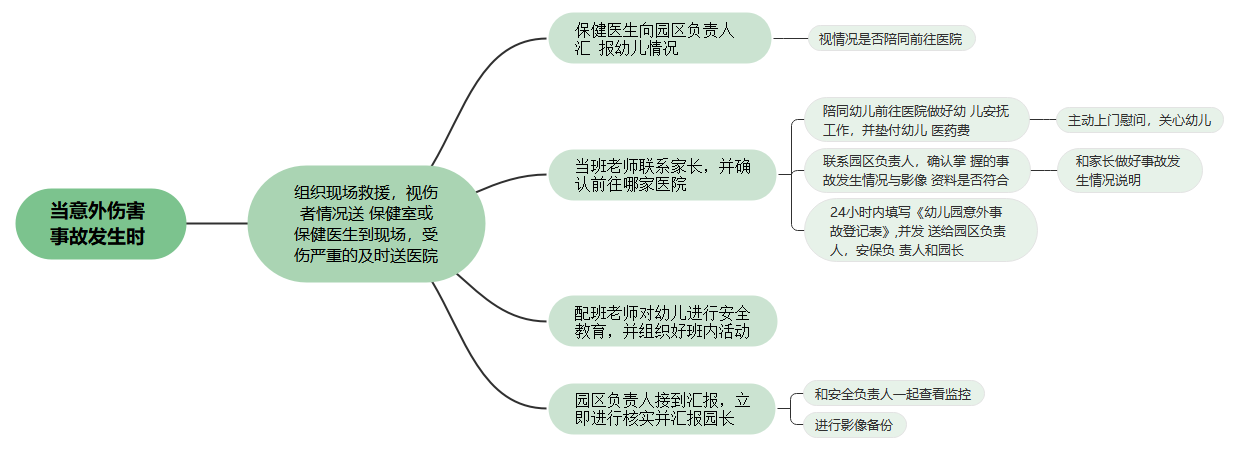 当意外伤害
事故发生时
组织现场救援，视伤
者情况送 保健室或
保健医生到现场，受
伤严重的及时送医院
保健医生向园区负责人
汇 报幼儿情况
视情况是否陪同前往医院
当班老师联系家长，并确
认前往哪家医院
陪同幼儿前往医院做好幼 儿安抚
工作，并垫付幼儿 医药费
主动上门慰问，关心幼儿
联系园区负责人，确认掌 握的事
故发生情况与影像 资料是否符合
和家长做好事故发
生情况说明
24小时内填写《幼儿园意外事
故登记表》,并发 送给园区负责
人，安保负 责人和园长
配班老师对幼儿进行安全
教育，并组织好班内活动
园区负责人接到汇报，立
即进行核实并汇报园长
和安全负责人一起查看监控
进行影像备份